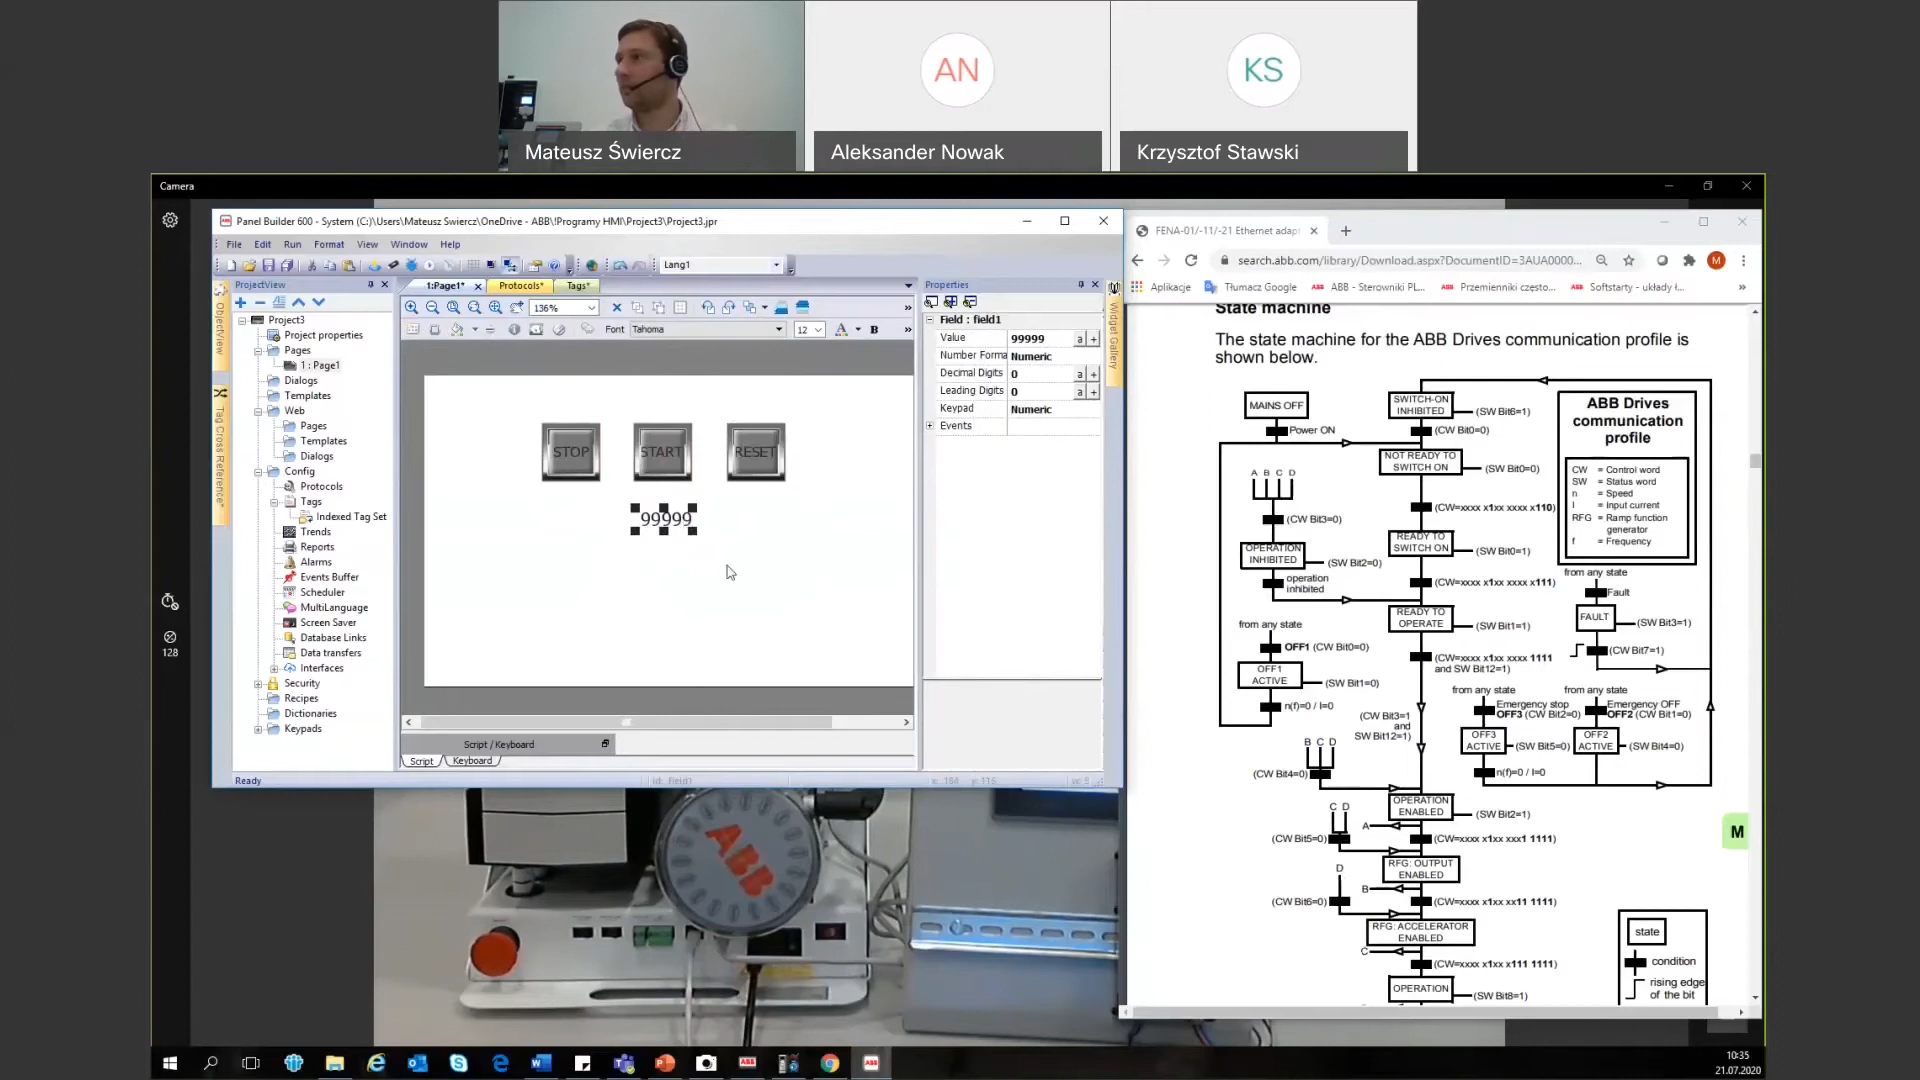 AN
KS
Mateusz Świercz
Aleksander Nowak
Krzysztof Stawski
Camera
128
Panel Builder 600 - System (C:)\Users\Mateusz Swiercz\OneDrive - ABB\!Programy HMI\Project3\Project3.jpr
File Edit Run Format View Window Help
Lang1
ProjectView
Project3
Project properties
Pages
1 : Page1
Dialogs
Templates
Web
Pages
Templates
Dialogs
Config
Protocols
Tags
Indexed Tag Set
Trends
Reports
Alarms
Events Buffer
Scheduler
MultiLanguage
Screen Saver
Database Links
Data transfers
Interfaces
Security
Recipes
Dictionaries
Keypads
ObjectView
Tag Cross Reference*
1:Page1* Protocols* Tags*
136%
Font Tahoma 12 A B
STOP START RESET
99999
Script / Keyboard
Script Keyboard
Ready
id: field1
Properties
Field : field1
Value 99999 a +
Number Forma Numeric
Decimal Digits 0 a +
Leading Digits 0 a +
Keypad Numeric
Events
Widget Gallery
FENA-01/-11/-21 Ethernet adapt
search.abb.com/library/Download.aspx?DocumentID=3AUA0000...
M
Aplikacje Tłumacz Google ABB - Sterowniki PL... Przemienniki często... Softstarty - układy ł...
State machine
The state machine for the ABB Drives communication profile is
shown below.
MAINS OFF
Power ON
SWITCH-ON
INHIBITED
(SW Bit6=1)
(CW Bit0=0)
NOT READY TO
SWITCH ON
(SW Bit0=0)
ABB Drives
communication
profile
CW = Control word
SW = Status word
n = Speed
I = Input current
RFG = Ramp function
generator
f = Frequency
A B C D
(CW Bit3=0)
(CW=xxxx x1xx xxxx x110)
OPERATION
INHIBITED
(SW Bit2=0)
operation
inhibited
READY TO
SWITCH ON
(SW Bit0=1)
(CW=xxxx x1xx xxxx x111)
from any state
Fault
FAULT
(SW Bit3=1)
(CW Bit7=1)
READY TO
OPERATE
(SW Bit1=1)
from any state
OFF1 (CW Bit0=0)
OFF1
ACTIVE
(SW Bit1=0)
n(f)=0 / I=0
(CW=xxxx x1xx xxxx 1111
and SW Bit12=1)
(CW Bit3=1
and
SW Bit12=1)
from any state
Emergency stop
OFF3 (CW Bit2=0)
OFF3
ACTIVE
(SW Bit5=0)
n(f)=0 / I=0
from any state
Emergency OFF
OFF2 (CW Bit1=0)
OFF2
ACTIVE
(SW Bit4=0)
B C D
(CW Bit4=0)
OPERATION
ENABLED
(SW Bit2=1)
C D
A
(CW Bit5=0)
(CW=xxxx x1xx xxx1 1111)
RFG: OUTPUT
ENABLED
D
B
(CW Bit6=0)
(CW=xxxx x1xx xx11 1111)
RFG: ACCELERATOR
ENABLED
C
(CW=xxxx x1xx x111 1111)
OPERATION
(SW Bit8=1)
state
condition
rising edge
of the bit
M
ABB
10:35
21.07.2020